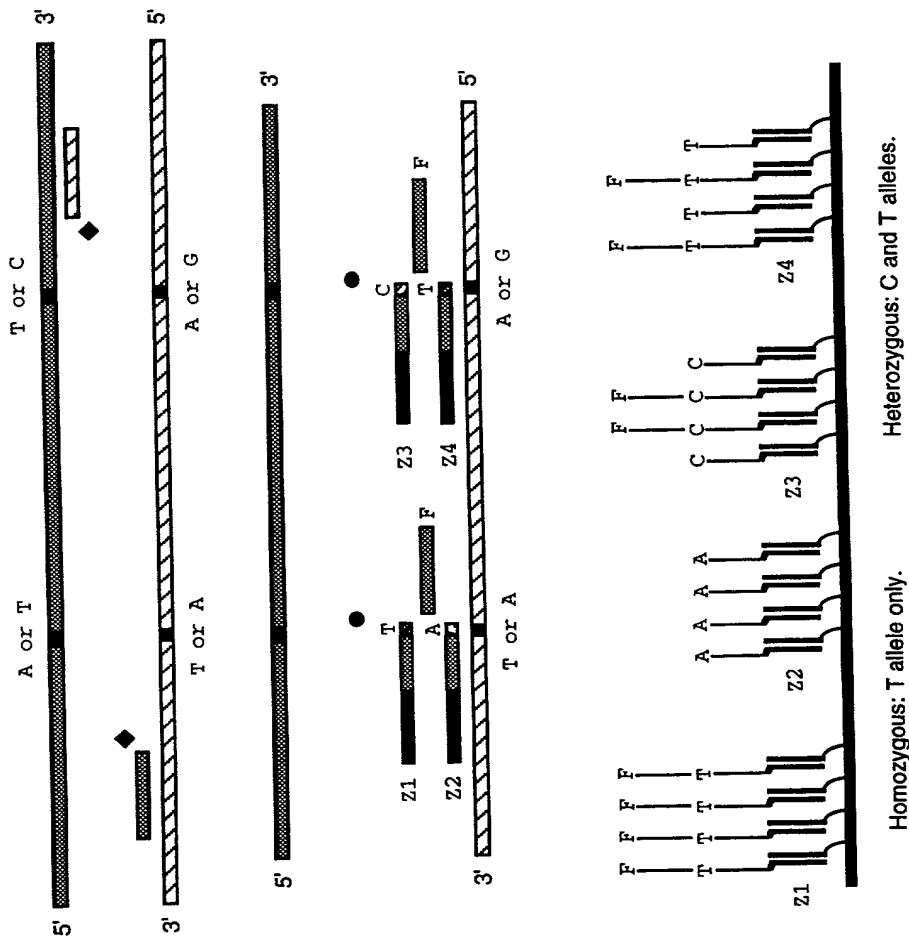 A or T T or C
5' 3'
3' 5'
T or A A or G
5' 3'
T C
Z1 F Z3 F
A T
Z2 Z4
3' 5'
T or A A or G
F F F F F F F F
T T T T A A A A C C C C T T T T
Z1 Z2 Z3 Z4
Homozygous: T allele only. Heterozygous: C and T alleles.